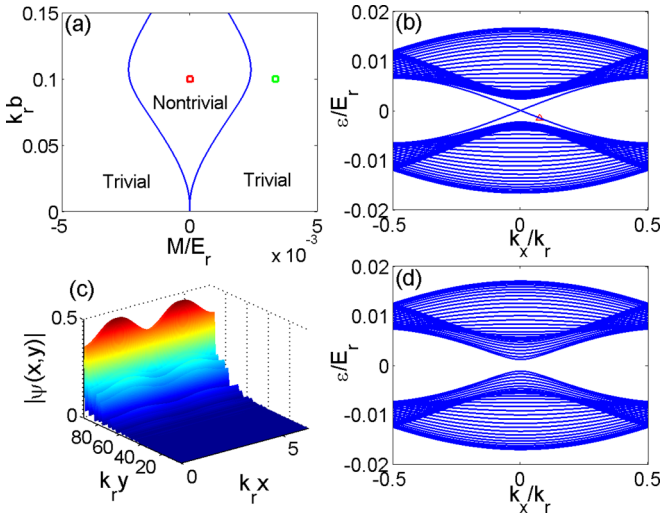 (a)
0.15
0.1
0.05
0
k_r b
Nontrivial
Trivial
Trivial
-5
0
5
M/E_r
x 10^-3
(b)
0.02
0.01
0
-0.01
-0.02
ε/E_r
-0.5
0
0.5
k_x/k_r
(c)
0.5
0
|ψ(x,y)|
80
60
40
20
k_r y
0
5
k_r x
(d)
0.02
0.01
0
-0.01
-0.02
ε/E_r
-0.5
0
0.5
k_x/k_r